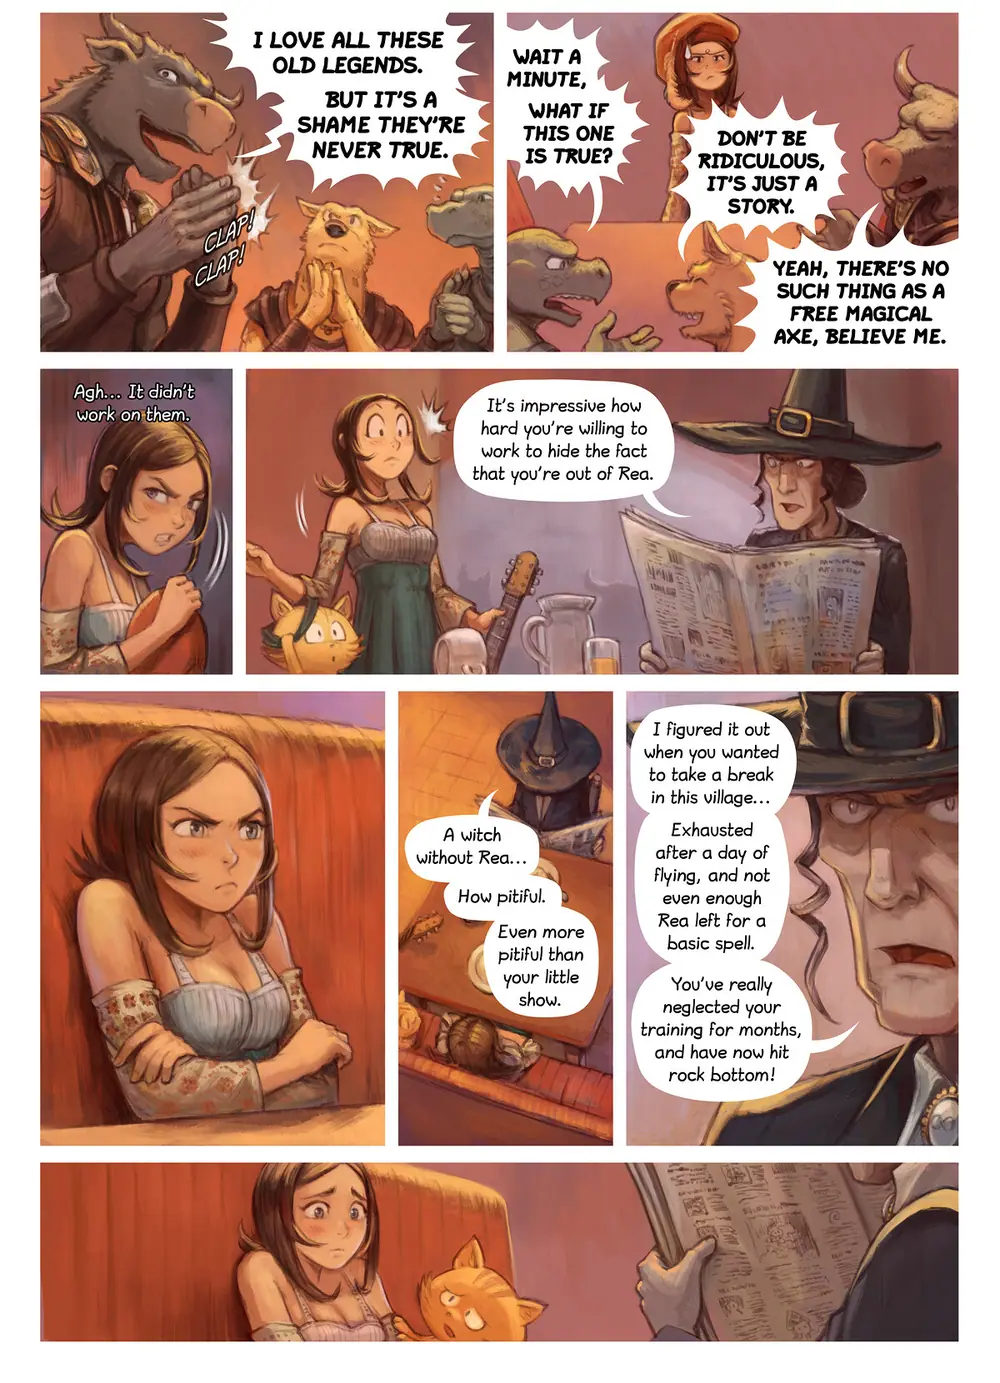 I LOVE ALL THESE
OLD LEGENDS.
BUT IT'S A
SHAME THEY'RE
NEVER TRUE.
CLAP!
CLAP!
WAIT A
MINUTE,
WHAT IF
THIS ONE
IS TRUE?
DON'T BE
RIDICULOUS,
IT'S JUST A
STORY.
YEAH, THERE'S NO
SUCH THING AS A
FREE MAGICAL
AXE, BELIEVE ME.
Agh... It didn't
work on them.
It's impressive how
hard you're willing to
work to hide the fact
that you're out of Rea.
A witch
without Rea...
How pitiful.
Even more
pitiful than
your little
show.
I figured it out
when you wanted
to take a break
in this village...
Exhausted
after a day of
flying, and not
even enough
Rea left for a
basic spell.
You've really
neglected your
training for months,
and have now hit
rock bottom!